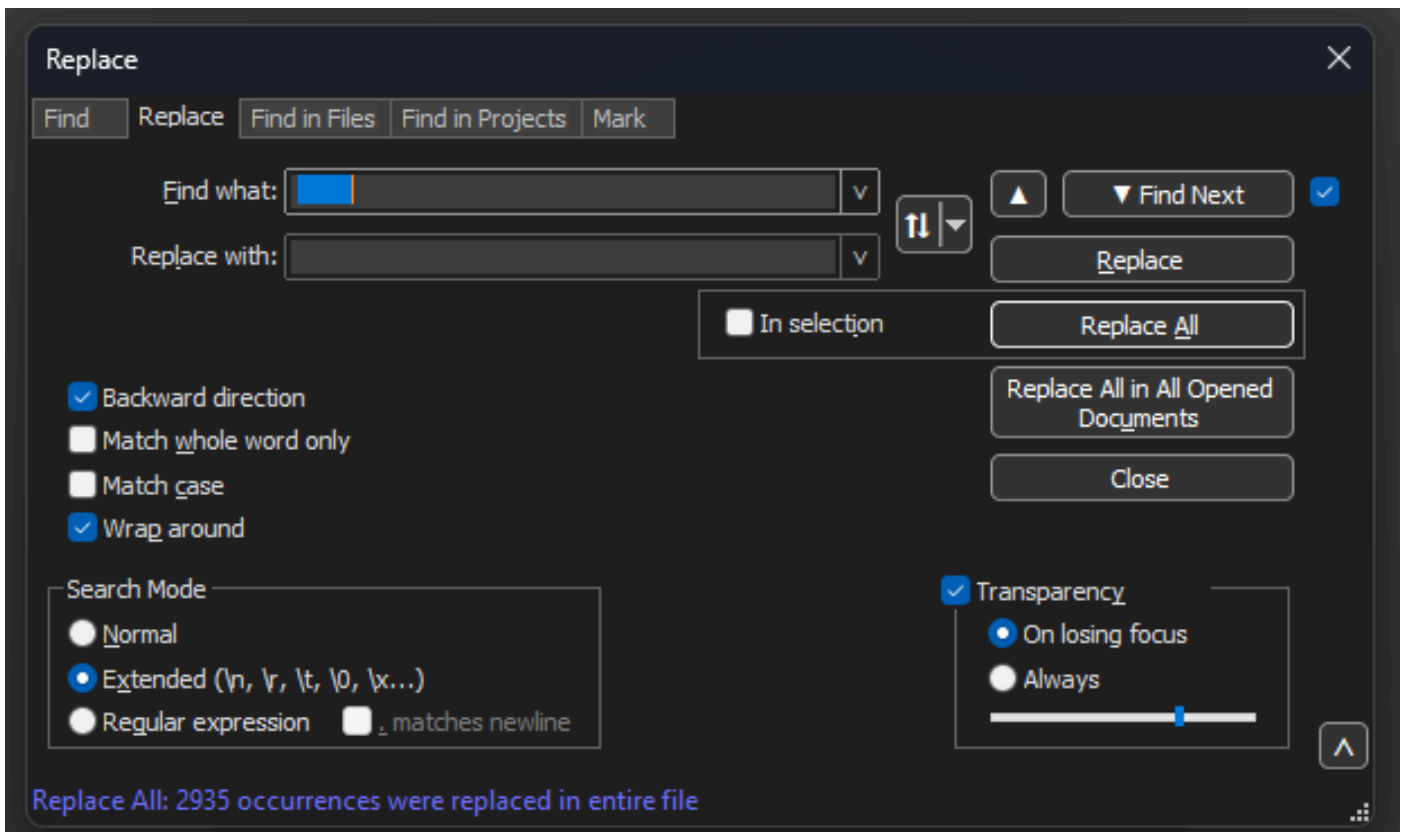 Replace
Find Replace Find in Files Find in Projects Mark
Find what:
▼ Find Next
Replace with:
Replace
In selection
Replace All
Replace All in All Opened
Documents
Close
Backward direction
Match whole word only
Match case
Wrap around
Search Mode
Normal
Extended (\n, \r, \t, \0, \x...)
Regular expression . matches newline
Transparency
On losing focus
Always
Replace All: 2935 occurrences were replaced in entire file